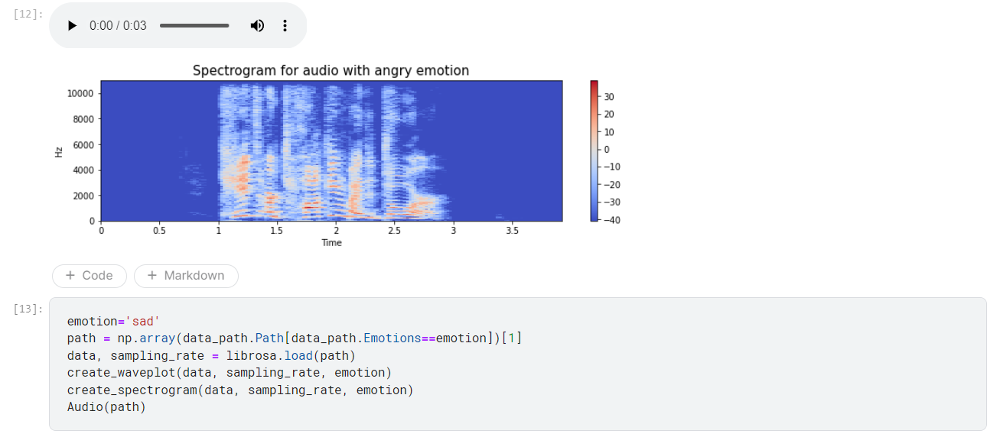 [12]:
0:00 / 0:03
Spectrogram for audio with angry emotion
10000
8000
6000
4000
2000
0
Hz
0 0.5 1 1.5 2 2.5 3 3.5
Time
30
20
10
0
−10
−20
−30
−40
+ Code + Markdown
[13]:
emotion='sad'
path = np.array(data_path.Path[data_path.Emotions==emotion])[1]
data, sampling_rate = librosa.load(path)
create_waveplot(data, sampling_rate, emotion)
create_spectrogram(data, sampling_rate, emotion)
Audio(path)